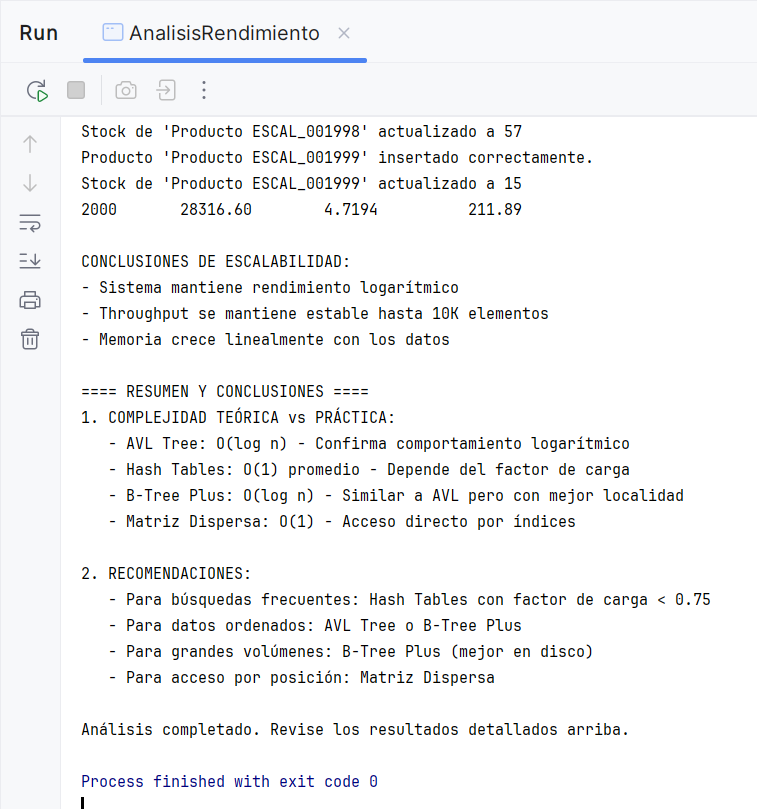 Run
AnalisisRendimiento
Stock de 'Producto ESCAL_001998' actualizado a 57
Producto 'Producto ESCAL_001999' insertado correctamente.
Stock de 'Producto ESCAL_001999' actualizado a 15
2000       28316.60        4.7194          211.89
CONCLUSIONES DE ESCALABILIDAD:
- Sistema mantiene rendimiento logarítmico
- Throughput se mantiene estable hasta 10K elementos
- Memoria crece linealmente con los datos
==== RESUMEN Y CONCLUSIONES ====
1. COMPLEJIDAD TEÓRICA vs PRÁCTICA:
- AVL Tree: O(log n) - Confirma comportamiento logarítmico
- Hash Tables: O(1) promedio - Depende del factor de carga
- B-Tree Plus: O(log n) - Similar a AVL pero con mejor localidad
- Matriz Dispersa: O(1) - Acceso directo por índices
2. RECOMENDACIONES:
- Para búsquedas frecuentes: Hash Tables con factor de carga < 0.75
- Para datos ordenados: AVL Tree o B-Tree Plus
- Para grandes volúmenes: B-Tree Plus (mejor en disco)
- Para acceso por posición: Matriz Dispersa
Análisis completado. Revise los resultados detallados arriba.
Process finished with exit code 0